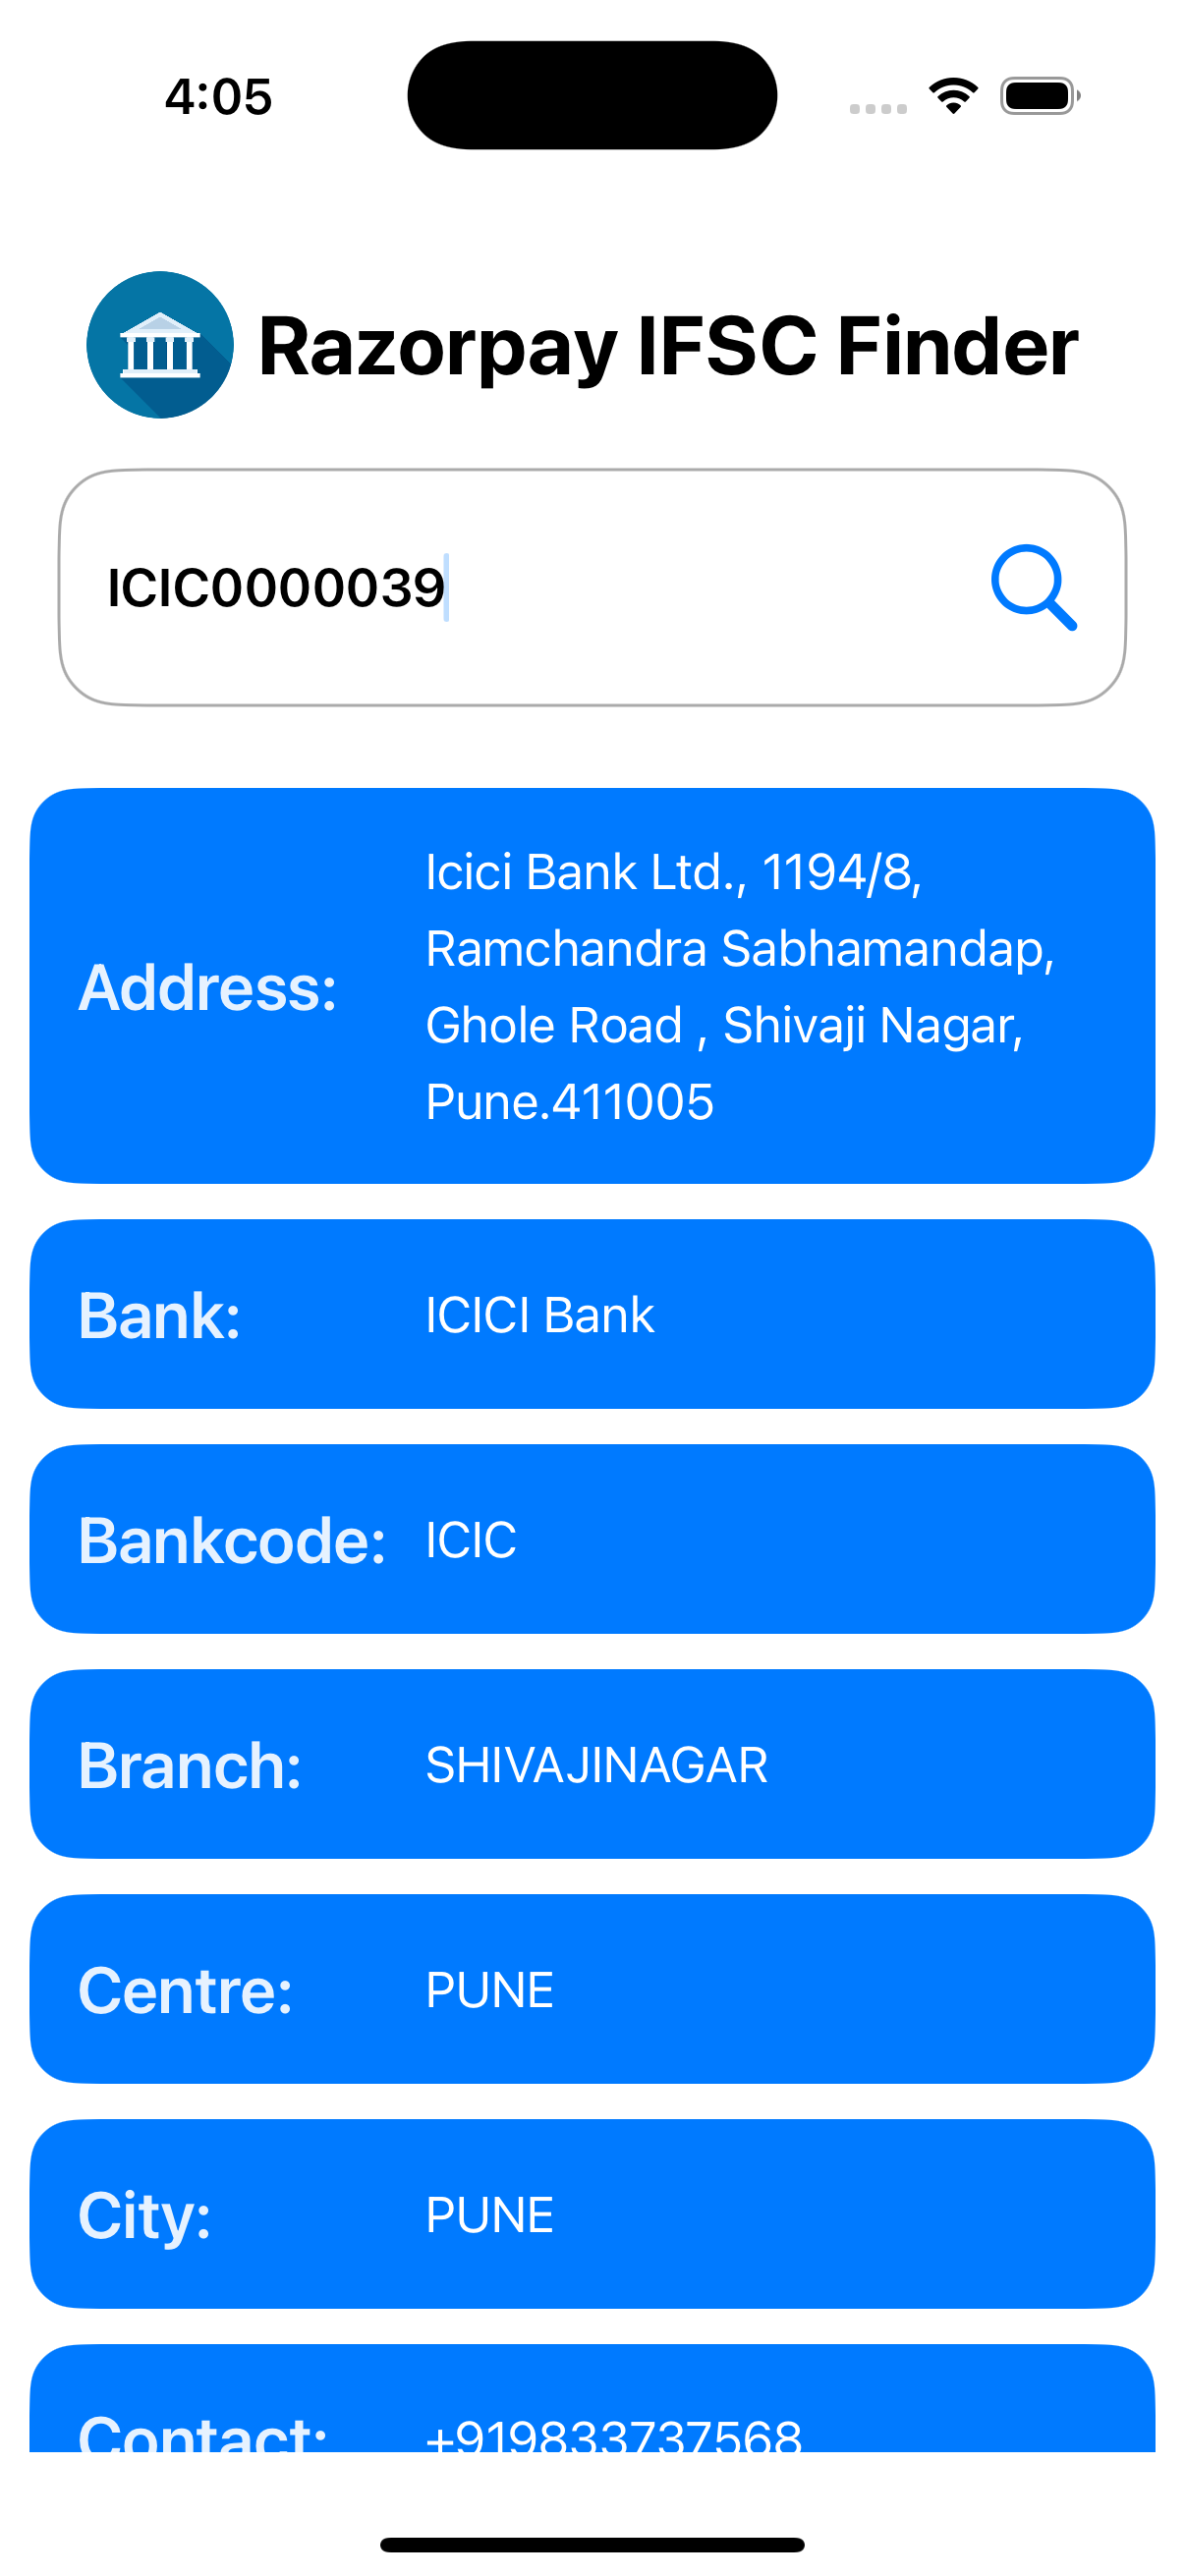 4:05
Razorpay IFSC Finder
ICIC0000039
Address:
Icici Bank Ltd., 1194/8,
Ramchandra Sabhamandap,
Ghole Road , Shivaji Nagar,
Pune.411005
Bank: ICICI Bank
Bankcode: ICIC
Branch: SHIVAJINAGAR
Centre: PUNE
City: PUNE
Contact: +919833737568